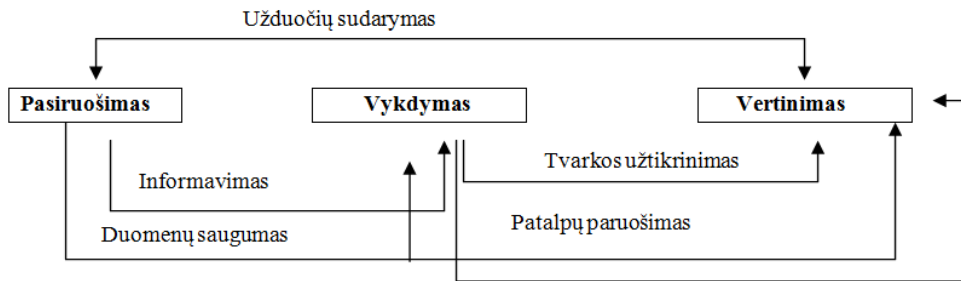 Užduočių sudarymas
Pasiruošimas
Vykdymas
Vertinimas
Tvarkos užtikrinimas
Informavimas
Patalpų paruošimas
Duomenų saugumas